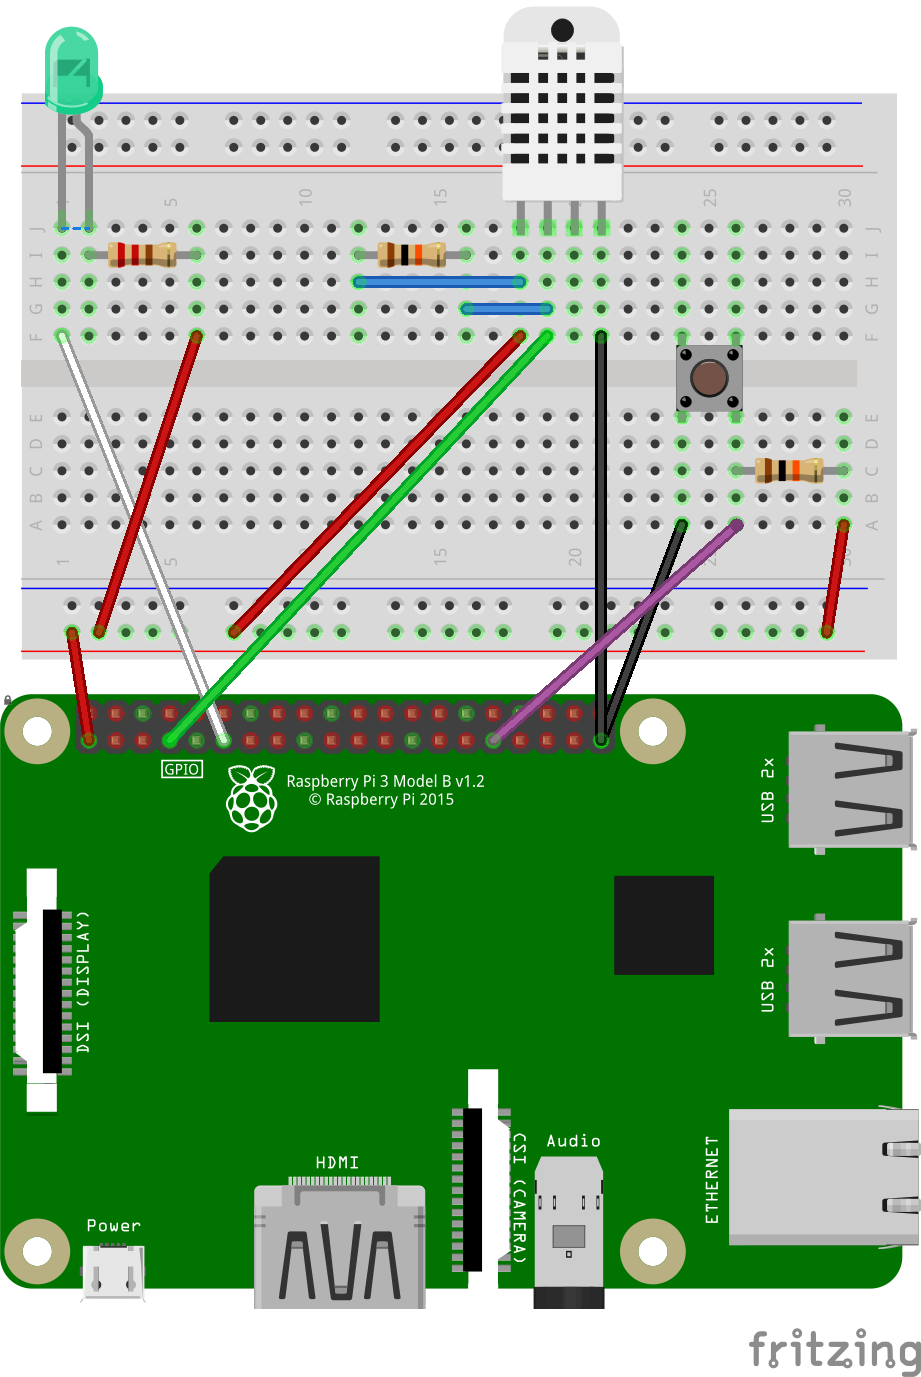 1 5 10 15 20 25 30
J J
I I
H H
G G
F F
E E
D D
C C
B B
A A
1 5 15 20 25 30
GPIO
Raspberry Pi 3 Model B v1.2
© Raspberry Pi 2015
USB 2x
USB 2x
DSI (DISPLAY)
CSI (CAMERA)
ETHERNET
Audio
HDMI
Power
fritzing